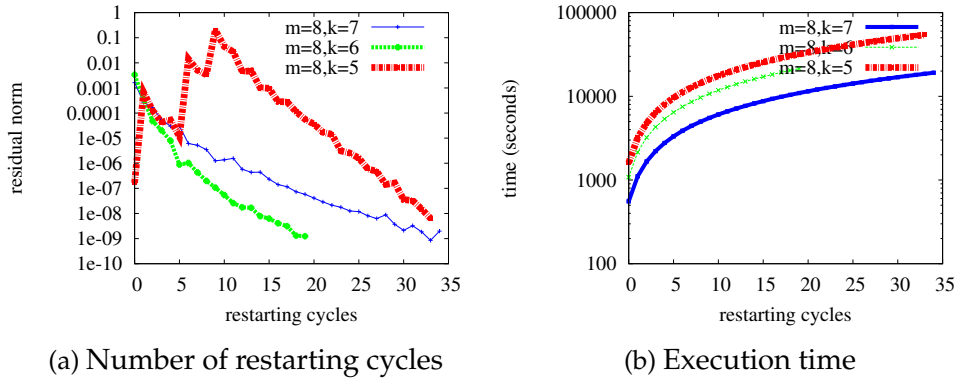 1
0.1
0.01
0.001
0.0001
1e-05
1e-06
1e-07
1e-08
1e-09
1e-10
residual norm
0 5 10 15 20 25 30 35
restarting cycles
m=8,k=7
m=8,k=6
m=8,k=5
(a) Number of restarting cycles
100000
10000
1000
100
time (seconds)
0 5 10 15 20 25 30 35
restarting cycles
m=8,k=7
m=8,k=6
m=8,k=5
(b) Execution time